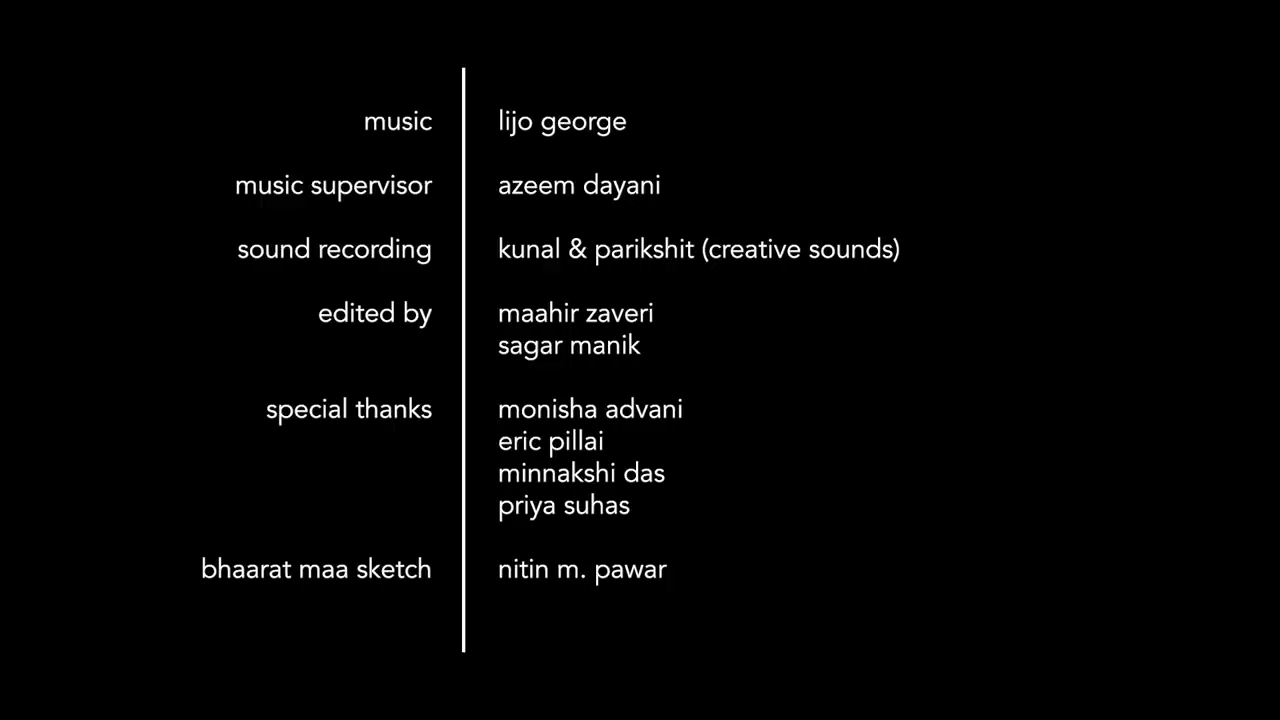 music lijo george
music supervisor azeem dayani
sound recording kunal & parikshit (creative sounds)
edited by maahir zaveri
sagar manik
special thanks monisha advani
eric pillai
minnakshi das
priya suhas
bhaarat maa sketch nitin m. pawar